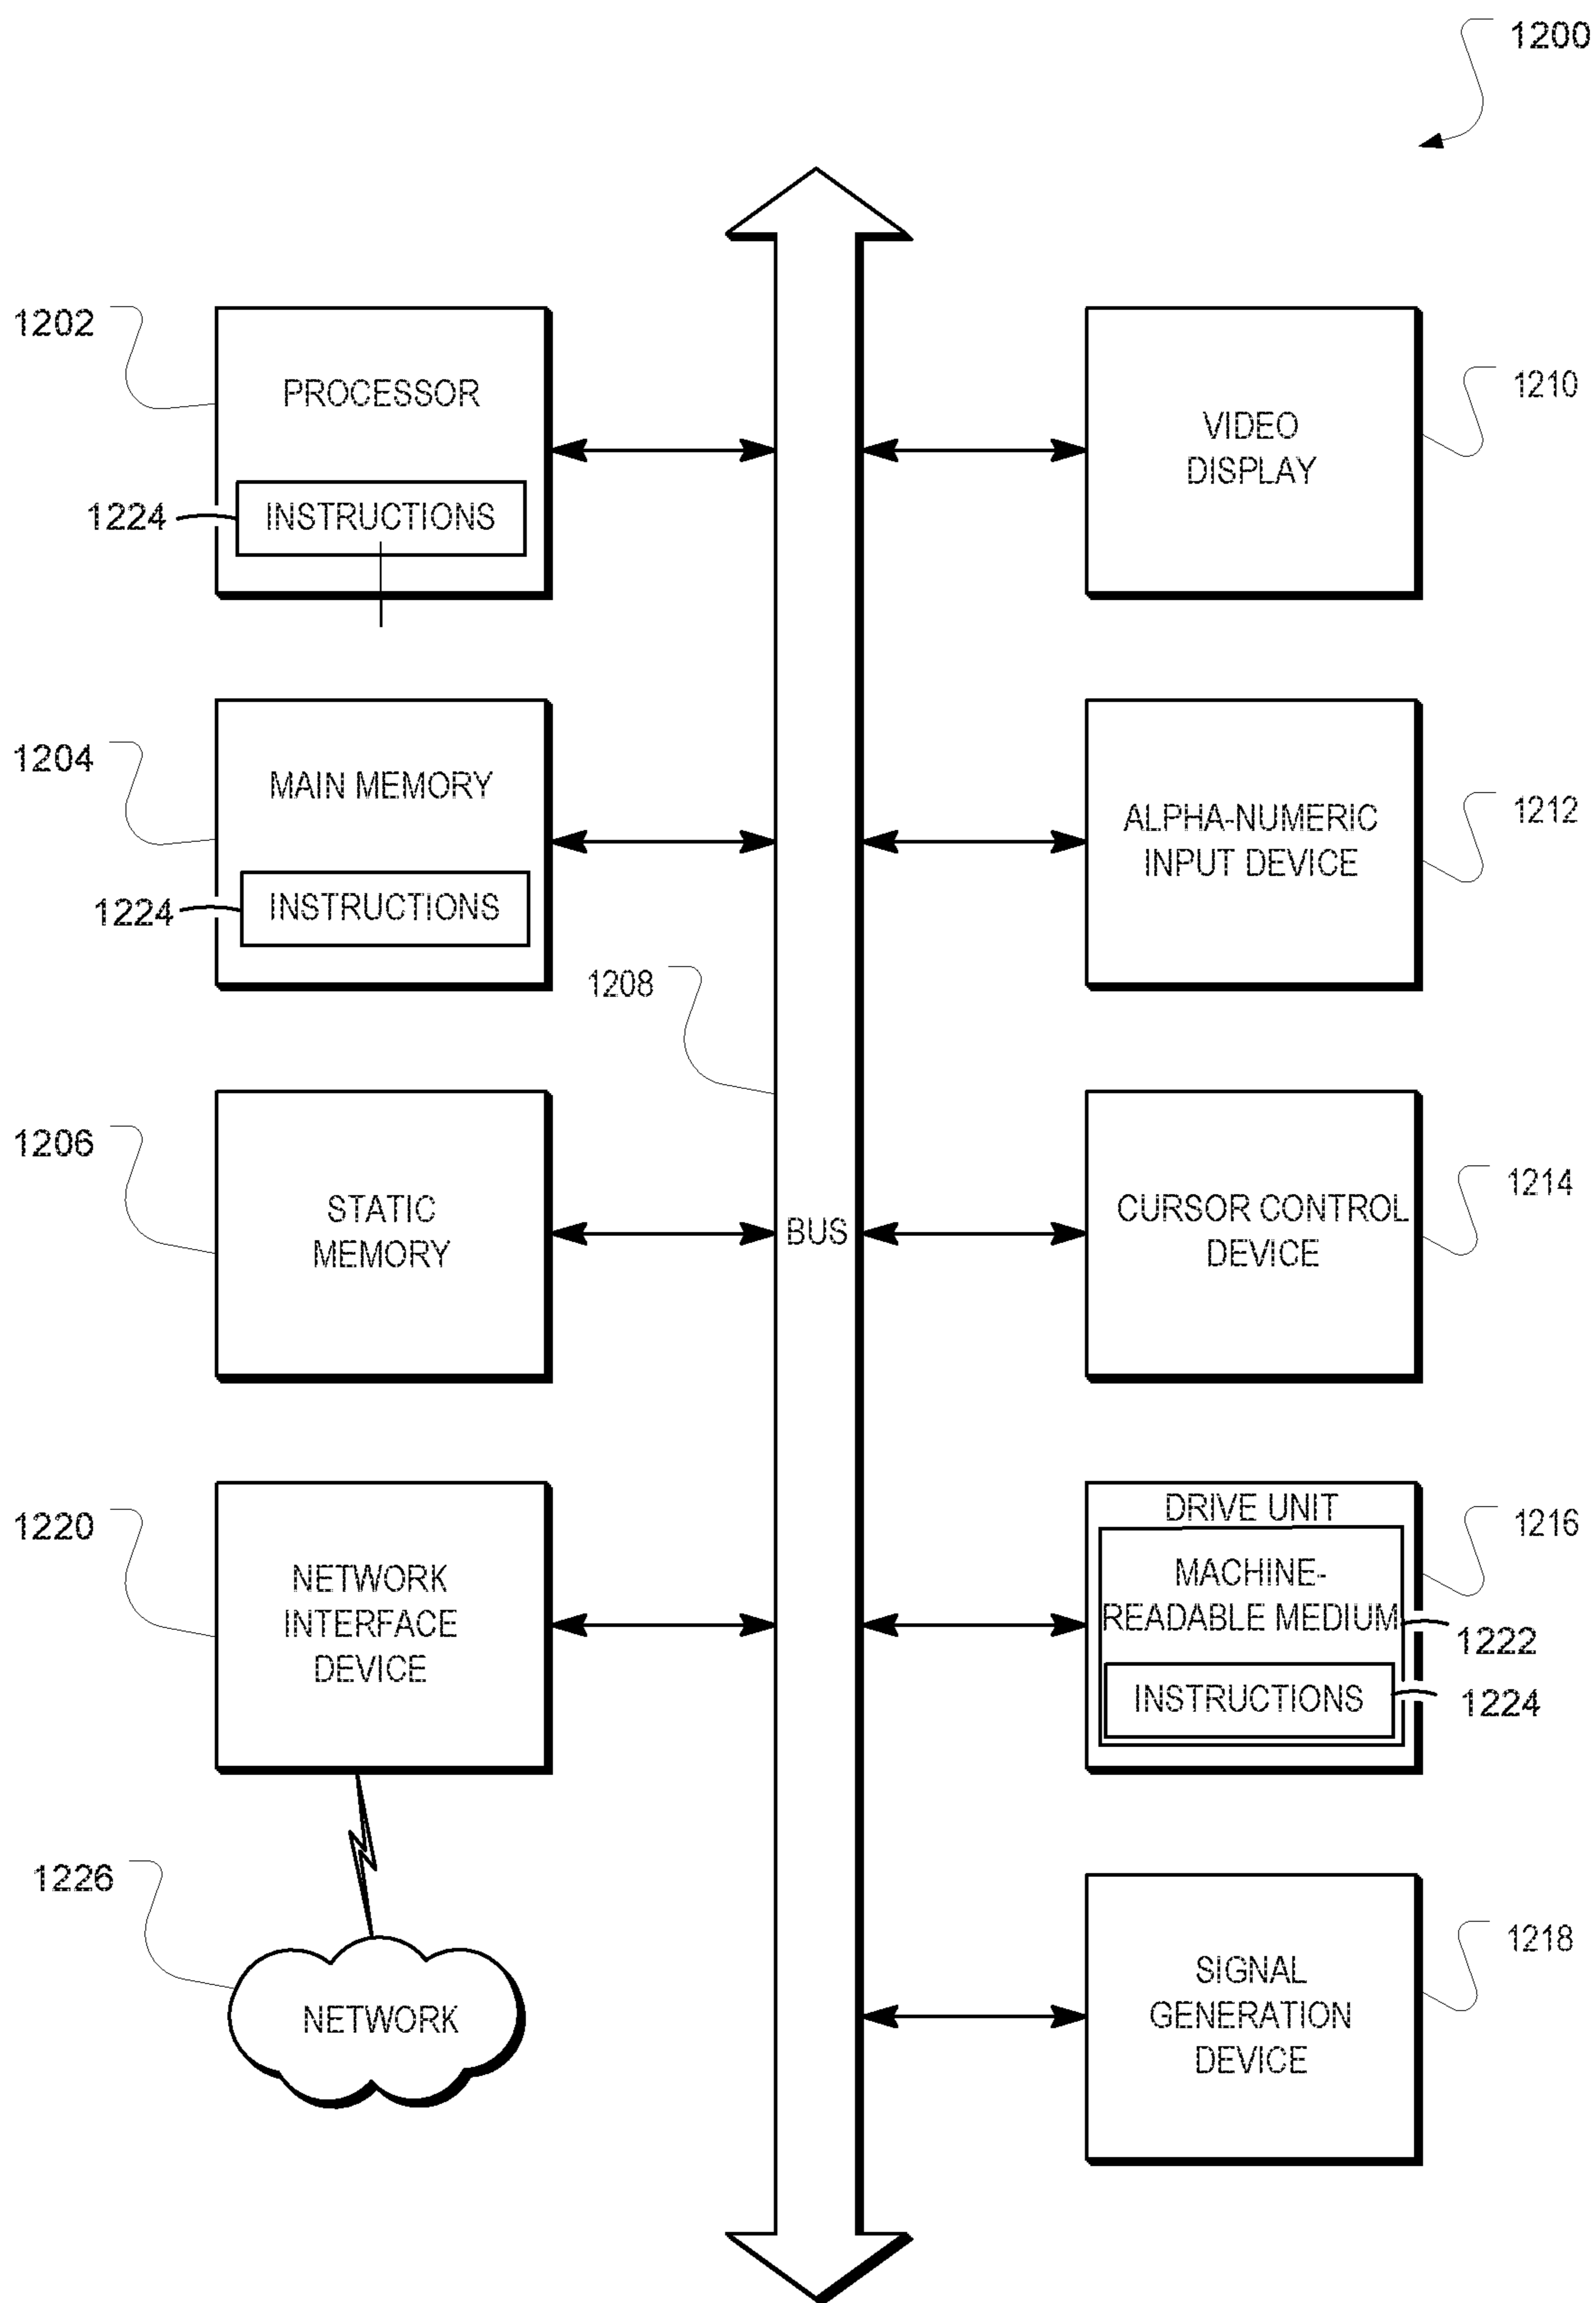 1200
1202
PROCESSOR
1224
INSTRUCTIONS
1210
VIDEO
DISPLAY
1204
MAIN MEMORY
1224
INSTRUCTIONS
1212
ALPHA-NUMERIC
INPUT DEVICE
1208
1206
STATIC
MEMORY
BUS
1214
CURSOR CONTROL
DEVICE
1220
NETWORK
INTERFACE
DEVICE
DRIVE UNIT
1216
MACHINE-
READABLE MEDIUM
1222
INSTRUCTIONS
1224
1226
NETWORK
1218
SIGNAL
GENERATION
DEVICE